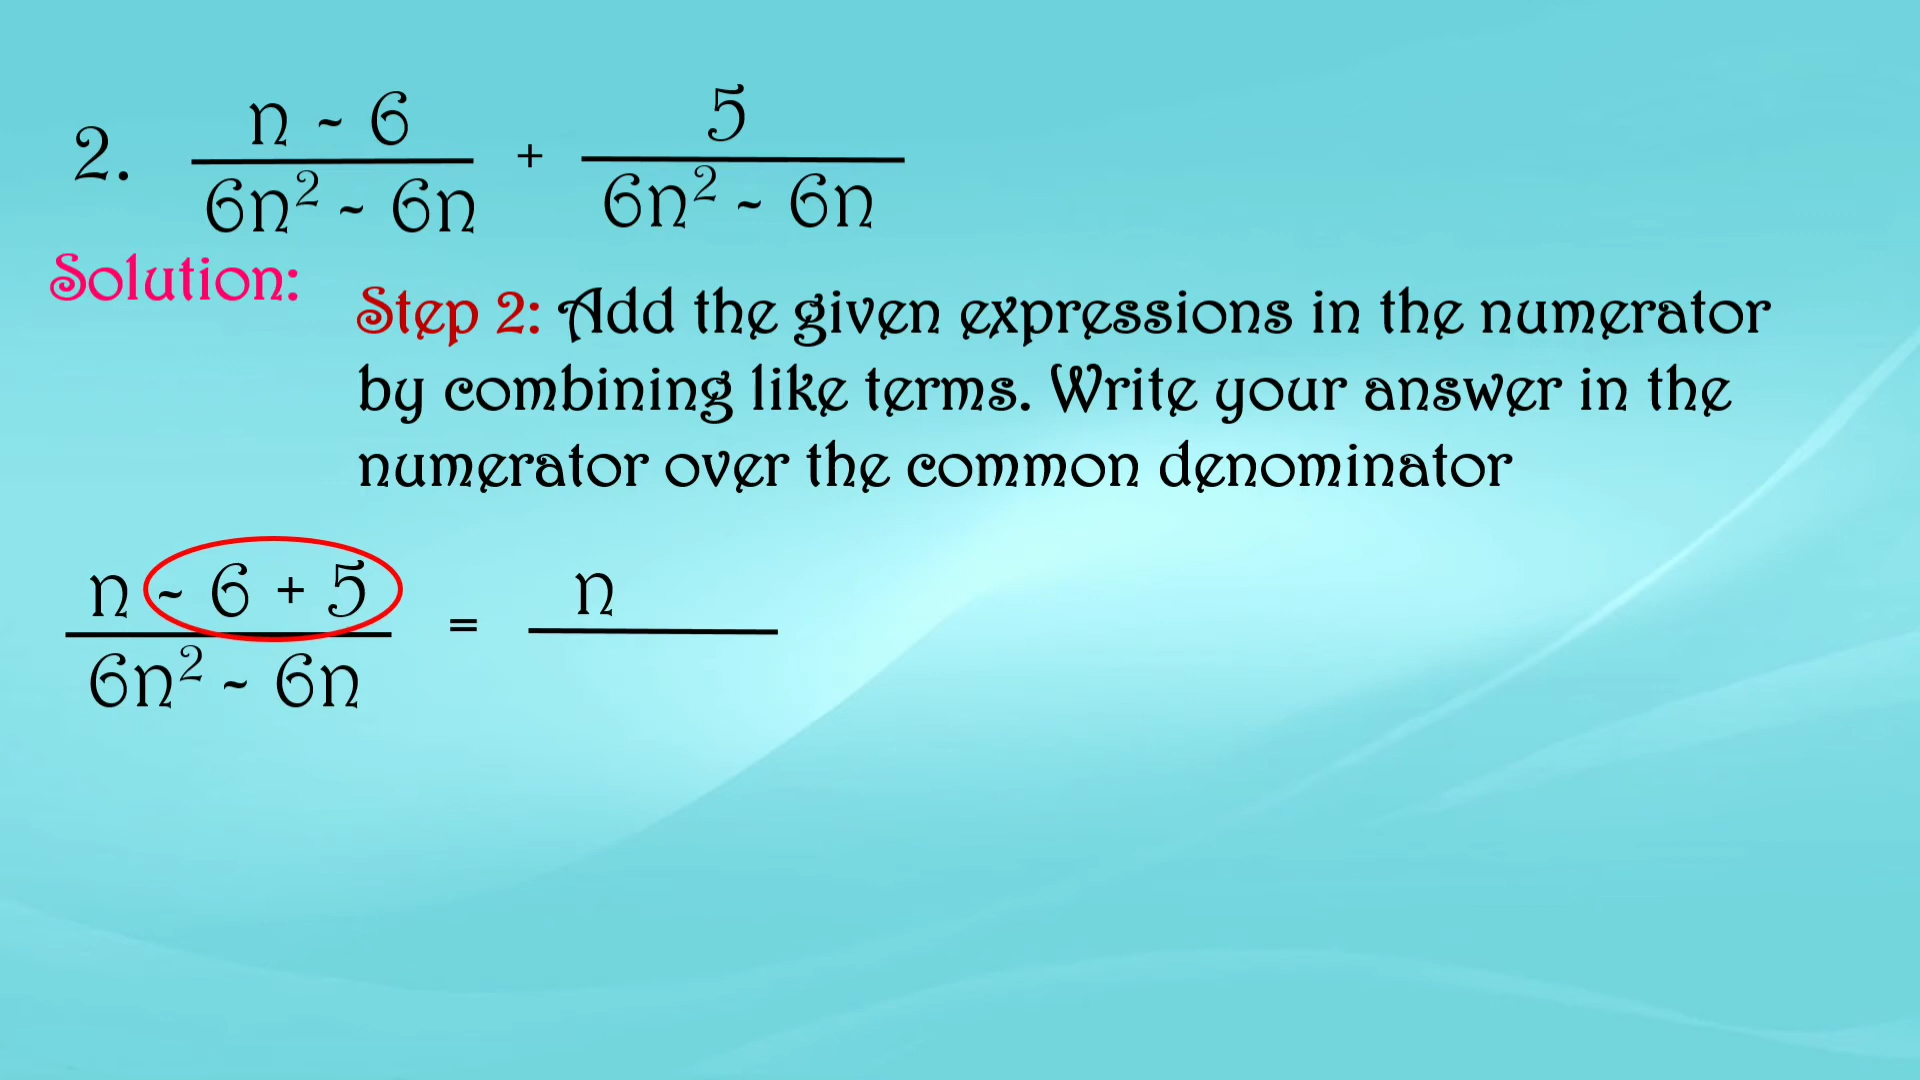 2. n - 6 / 6n² - 6n + 5 / 6n² - 6n
Solution:
Step 2: Add the given expressions in the numerator
by combining like terms. Write your answer in the
numerator over the common denominator
n - 6 + 5 / 6n² - 6n = n /